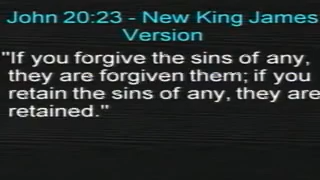 John 20:23 - New King James
Version
"If you forgive the sins of any,
they are forgiven them; if you
retain the sins of any, they are
retained."